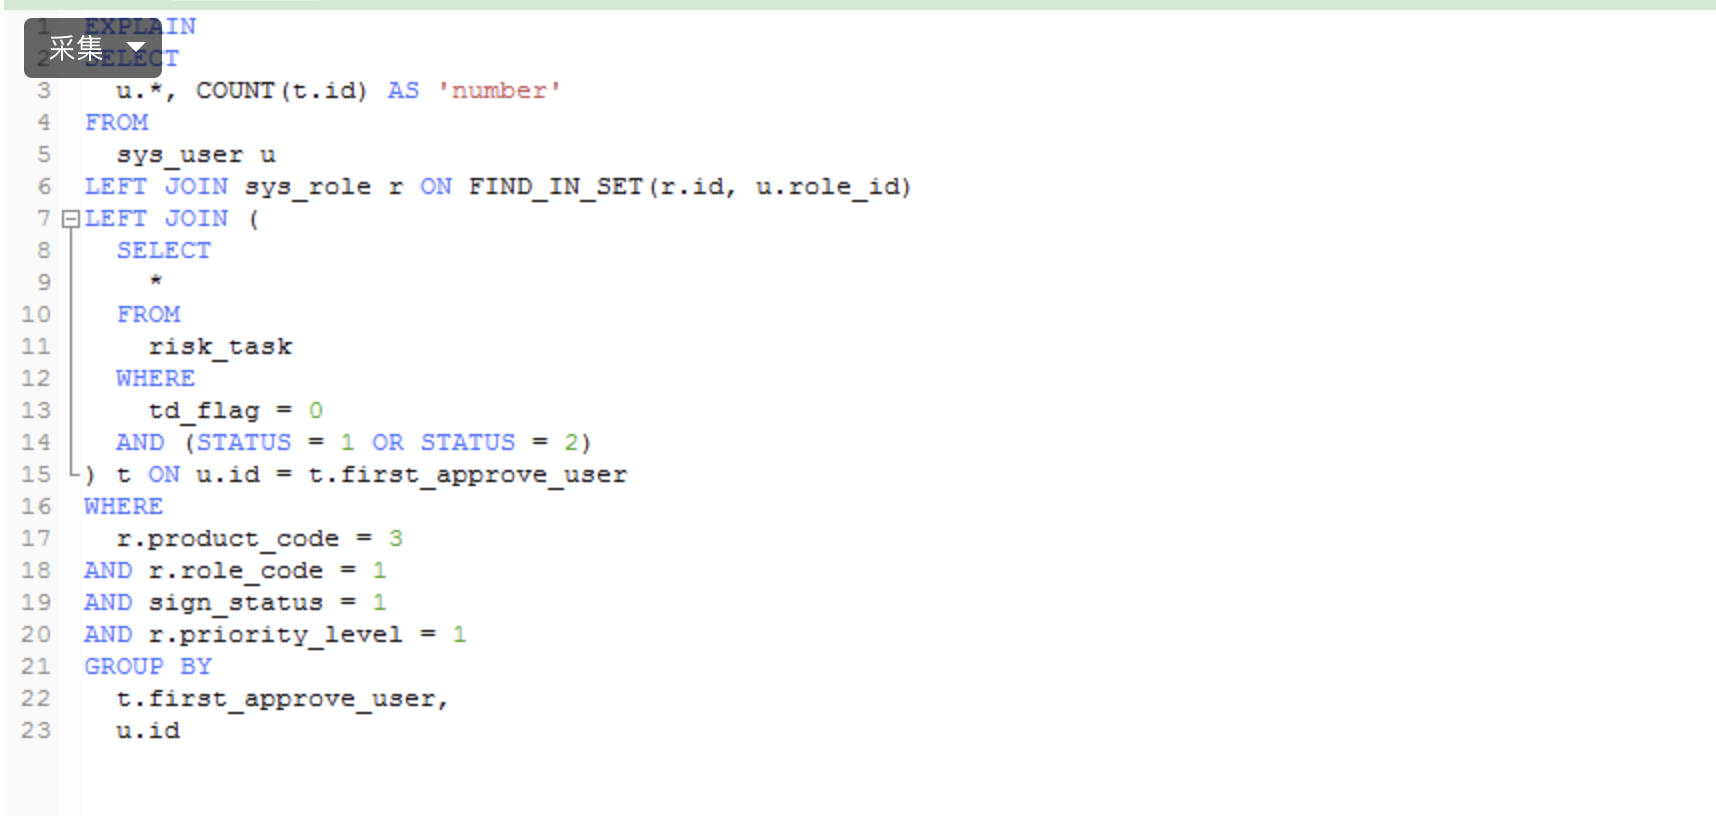 1 EXPLAIN
采集
2 SELECT
3 u.*, COUNT(t.id) AS 'number'
4 FROM
5 sys_user u
6 LEFT JOIN sys_role r ON FIND_IN_SET(r.id, u.role_id)
7 LEFT JOIN (
8 SELECT
9 *
10 FROM
11 risk_task
12 WHERE
13 td_flag = 0
14 AND (STATUS = 1 OR STATUS = 2)
15 ) t ON u.id = t.first_approve_user
16 WHERE
17 r.product_code = 3
18 AND r.role_code = 1
19 AND sign_status = 1
20 AND r.priority_level = 1
21 GROUP BY
22 t.first_approve_user,
23 u.id